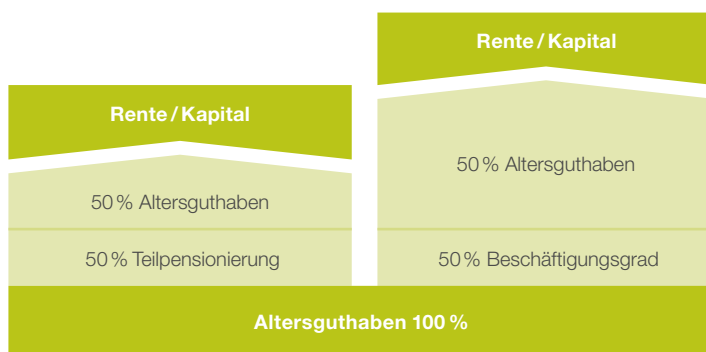 Rente / Kapital
50 % Altersguthaben
50 % Teilpensionierung
Rente / Kapital
50 % Altersguthaben
50 % Beschäftigungsgrad
Altersguthaben 100 %